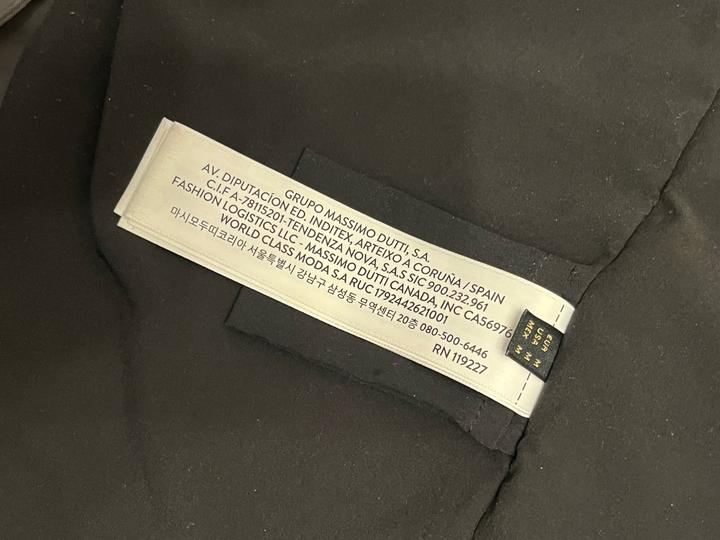 GRUPO MASSIMO DUTTI, S.A.
AV. DIPUTACÍON ED. INDITEX, ARTEIXO A CORUÑA / SPAIN
C.I.F A-78115201-TENDENZA NOVA, S.A.S SIC 900.232.961
FASHION LOGISTICS LLC - MASSIMO DUTTI CANADA, INC CA56976
WORLD CLASS MODA S.A RUC 1792442621001
마시모두띠코리아 서울특별시 강남구 삼성동 무역센터 20층 080-500-6446
RN 119227
EUR M
USA M
MEX M